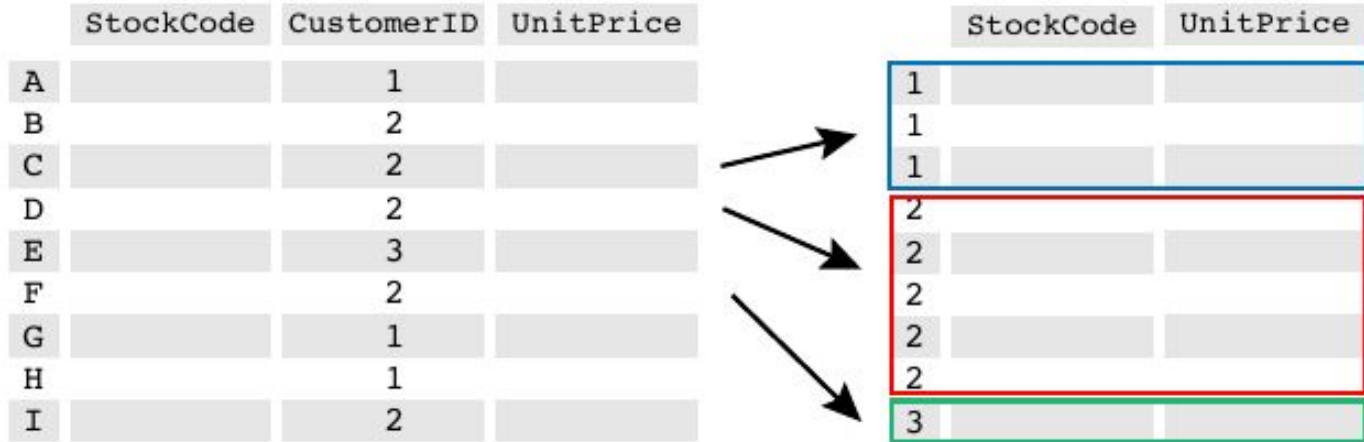 StockCode CustomerID UnitPrice
A 1
B 2
C 2
D 2
E 3
F 2
G 1
H 1
I 2
StockCode UnitPrice
1
1
1
2
2
2
2
2
3